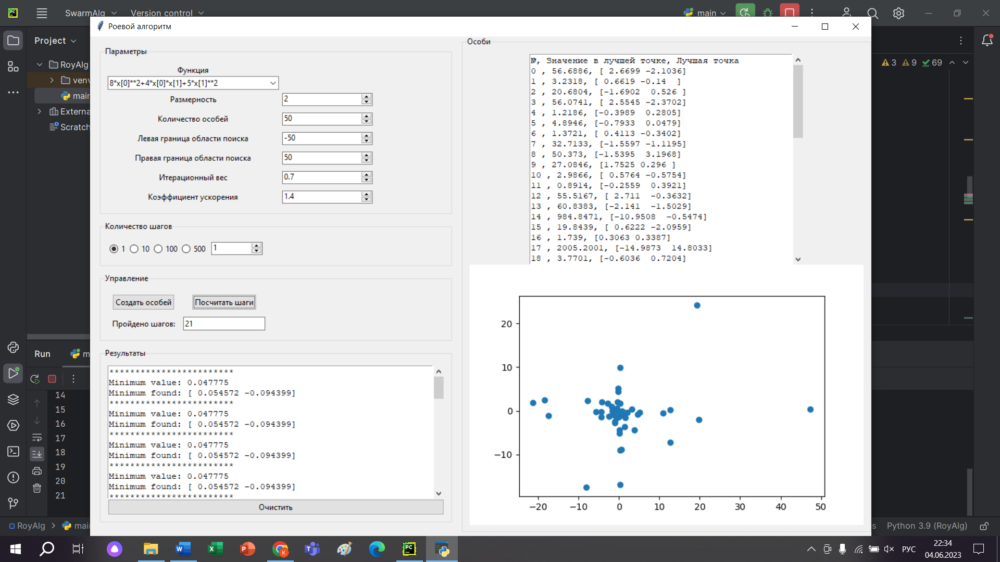 SwarmAlg
Version control
main
Роевой алгоритм
Project
RoyAlg
venv
Scratch
3 9 69
Параметры
Функция
8*x[0]**2+4*x[0]*x[1]+5*x[1]**2
Размерность 2
Количество особей 50
Левая граница области поиска -50
Правая граница области поиска 50
Итерационный вес 0.7
Коэффициент ускорения 1.4
Количество шагов
1 10 100 500 1
Управление
Создать особей Посчитать шаги
Пройдено шагов: 21
Результаты
************************
Minimum value: 0.047775
Minimum found: [ 0.054572 -0.094399]
************************
Minimum value: 0.047775
Minimum found: [ 0.054572 -0.094399]
************************
Minimum value: 0.047775
Minimum found: [ 0.054572 -0.094399]
************************
Minimum value: 0.047775
Minimum found: [ 0.054572 -0.094399]
************************
Очистить
Особи
№, Значение в лучшей точке, Лучшая точка
0 , 56.6886, [ 2.6699 -2.1036]
1 , 3.2318, [ 0.6619 -0.14 ]
2 , 20.6804, [-1.6902 0.526 ]
3 , 56.0741, [ 2.5545 -2.3702]
4 , 1.2186, [-0.3989 0.2805]
5 , 4.8946, [-0.7933 0.0479]
6 , 1.3721, [ 0.4113 -0.3402]
7 , 32.7133, [-1.5597 -1.1195]
8 , 50.373, [-1.5395 3.1968]
9 , 27.0846, [1.7525 0.296 ]
10 , 2.9866, [ 0.5764 -0.5754]
11 , 0.8914, [-0.2559 0.3921]
12 , 55.5167, [ 2.711 -0.3632]
13 , 60.8383, [-2.141 -1.5029]
14 , 984.8471, [-10.9508 -0.5474]
15 , 19.8439, [ 0.6222 -2.0959]
16 , 1.739, [0.3063 0.3387]
17 , 2005.2001, [-14.9873 14.8033]
18 , 3.7701, [-0.6036 0.7204]
20
10
0
−10
−20 −10 0 10 20 30 40 50
Run
14
15
16
17
18
19
20
21
RoyAlg
Python 3.9 (RoyAlg)
РУС
22:34
04.06.2023